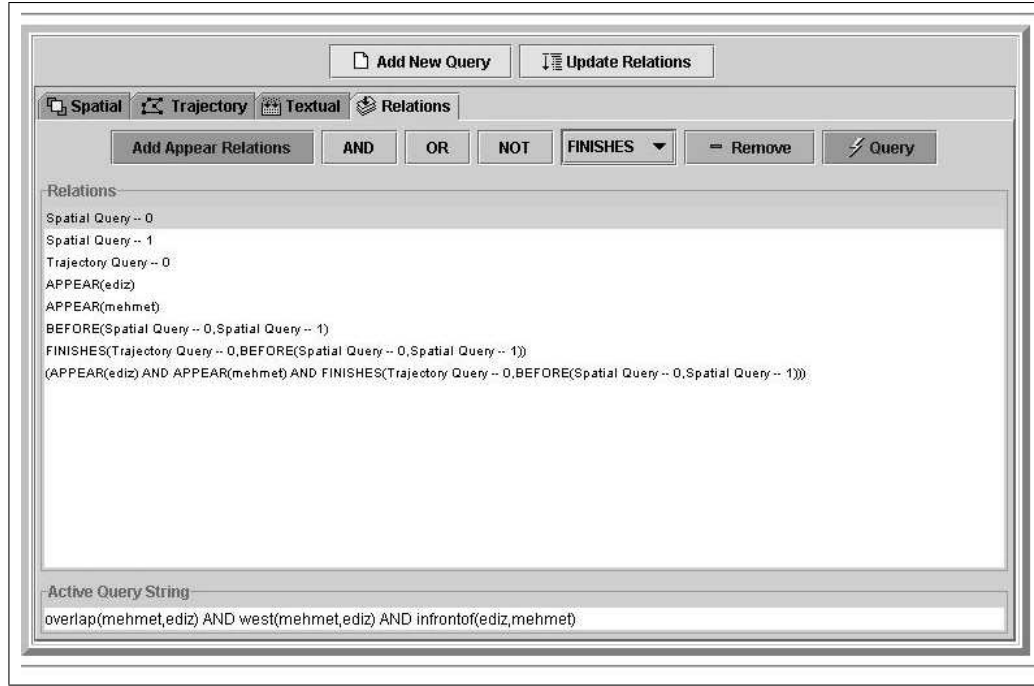 Add New Query Update Relations
Spatial Trajectory Textual Relations
Add Appear Relations AND OR NOT FINISHES Remove Query
Relations
Spatial Query -- 0
Spatial Query -- 1
Trajectory Query -- 0
APPEAR(ediz)
APPEAR(mehmet)
BEFORE(Spatial Query -- 0,Spatial Query -- 1)
FINISHES(Trajectory Query -- 0,BEFORE(Spatial Query -- 0,Spatial Query -- 1))
(APPEAR(ediz) AND APPEAR(mehmet) AND FINISHES(Trajectory Query -- 0,BEFORE(Spatial Query -- 0,Spatial Query -- 1)))
Active Query String
overlap(mehmet,ediz) AND west(mehmet,ediz) AND infrontof(ediz,mehmet)